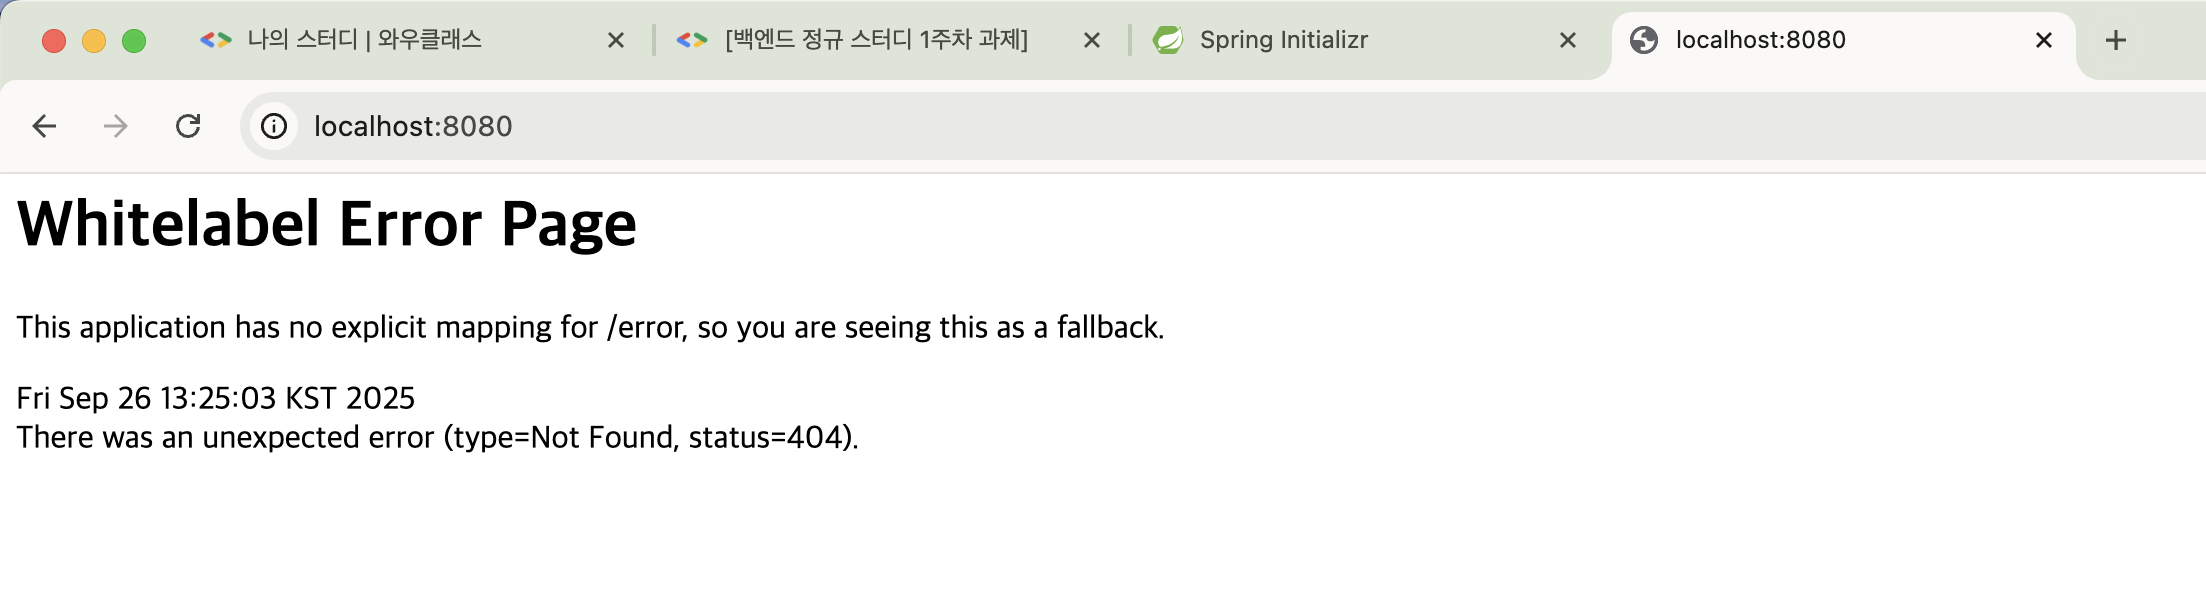 나의 스터디 | 와우클래스
[백엔드 정규 스터디 1주차 과제]
Spring Initializr
localhost:8080
localhost:8080
Whitelabel Error Page
This application has no explicit mapping for /error, so you are seeing this as a fallback.
Fri Sep 26 13:25:03 KST 2025
There was an unexpected error (type=Not Found, status=404).